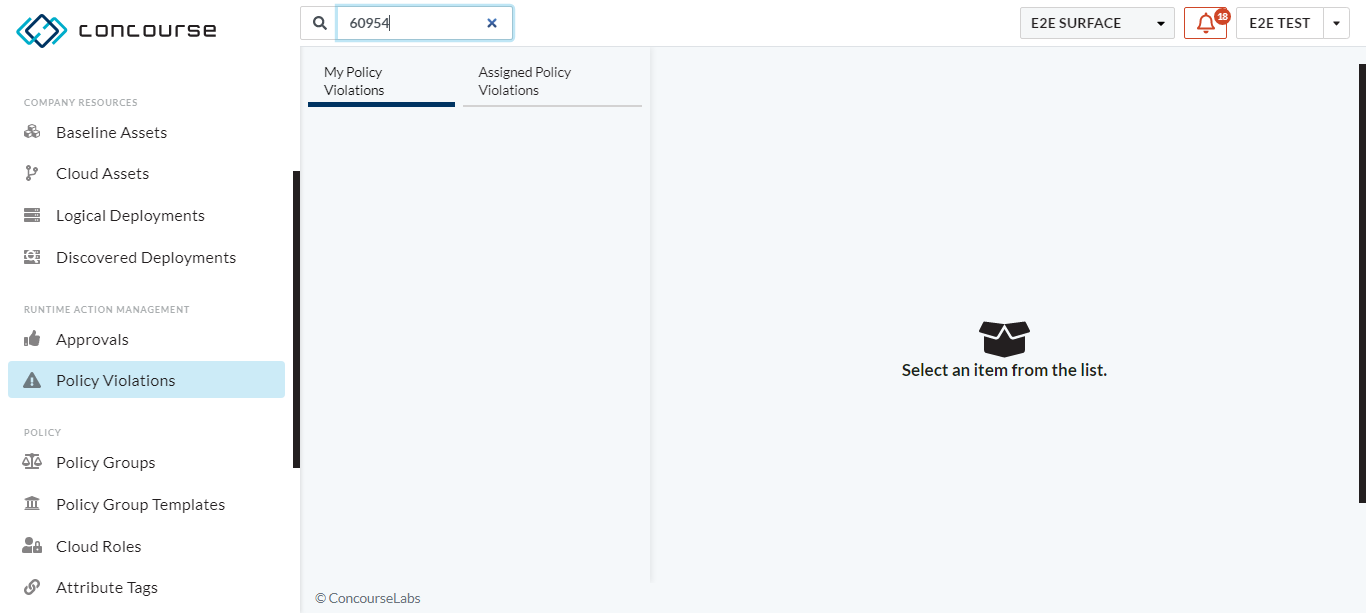 concourse
60954
E2E SURFACE
18
E2E TEST
COMPANY RESOURCES
Baseline Assets
Cloud Assets
Logical Deployments
Discovered Deployments
RUNTIME ACTION MANAGEMENT
Approvals
Policy Violations
POLICY
Policy Groups
Policy Group Templates
Cloud Roles
Attribute Tags
My Policy
Violations
Assigned Policy
Violations
Select an item from the list.
© ConcourseLabs